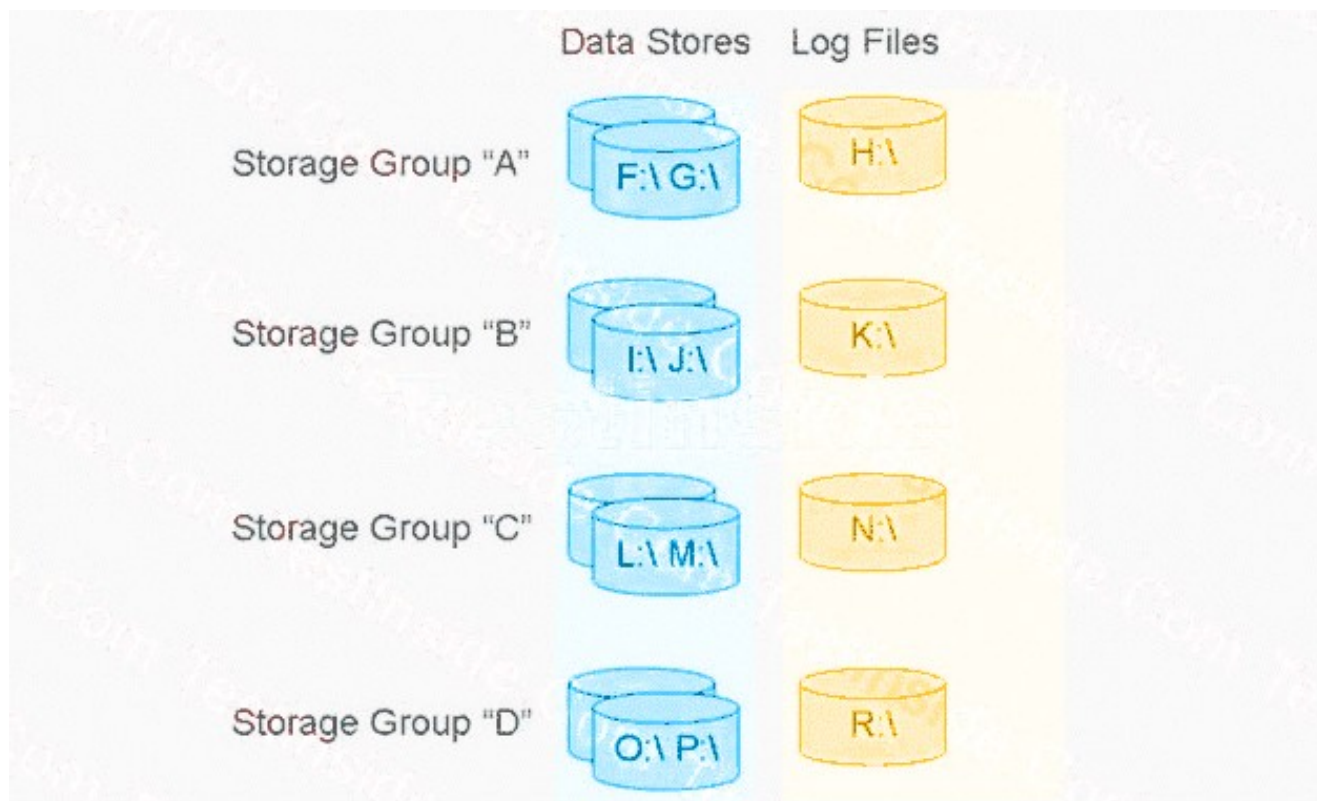 Data Stores Log Files
Storage Group "A" F:\ G:\ H:\
Storage Group "B" I:\ J:\ K:\
Storage Group "C" L:\ M:\ N:\
Storage Group "D" O:\ P:\ R:\